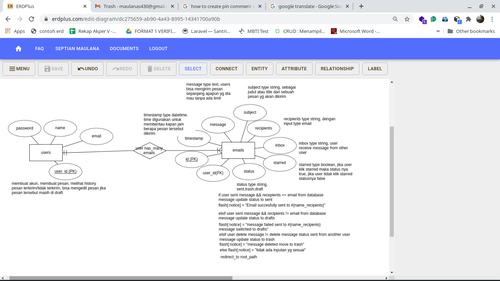 ERDPlus
Trash - maulanas430@gmai
how-to-create pin comment -
google translate - Google Sea
erdplus.com/edit-diagram/dc275659-ab90-4a43-8995-14341700a90b
Apps
contoh erd
Rekap Akper V -
FORMAT 1 VERIFI
Laravel — Santri
MBTI Test
CRUD : Menampil
Microsoft Word -
Other bookmarks
FAQ
SEPTIAN MAULANA
DOCUMENTS
LOGOUT
MENU
SAVE
UNDO
REDO
DELETE
SELECT
CONNECT
ENTITY
ATTRIBUTE
RELATIONSHIP
LABEL
message type text, users
bisa mengirim pesan
sepanjang apapun yg dia
mau tanpa ada limit
subject type string, sebagai
judul atau title dari sebuah
pesan yg akan dikirim
timestamp type datetime,
time digunakan untuk
memberitau kapan jam
berapa pesan tersebut
dikirim
subject
recipients type string, dengan
input type email
password
name
email
message
recipients
timestamp
inbox
inbox type string, user
receive message from other
user
users
user has_many
emails
emails
id (PK)
starred
starred type boolean, jika user
klik starred maka status nya
true, jika user tidak klik starred
statusnya false
user_id (PK)
user_id(FK)
status
membuat akun, membuat pesan, melihat history
pesan terkirim/tidak terkirim, bisa mengedit pesan jika
pesan tersebut masih di draft
status type string,
sent,trash,draft
if user sent message && recipients == email from database
message update status to sent
flash[:notice] = "Email succesfully sent to #{name_recipients}
elsif user sent message && recipients != email from database
message update status to drafts
flash[:notice] = "message failed sent to #{name_recipients}
message switched to drafts"
elsif user delete message != delete message status sent from another user
message update status to trash
flash[:notice] = "message deleted move to trash"
else flash[:notice] = "tidak ada inputan yg sesuai"
redirect_to root_path